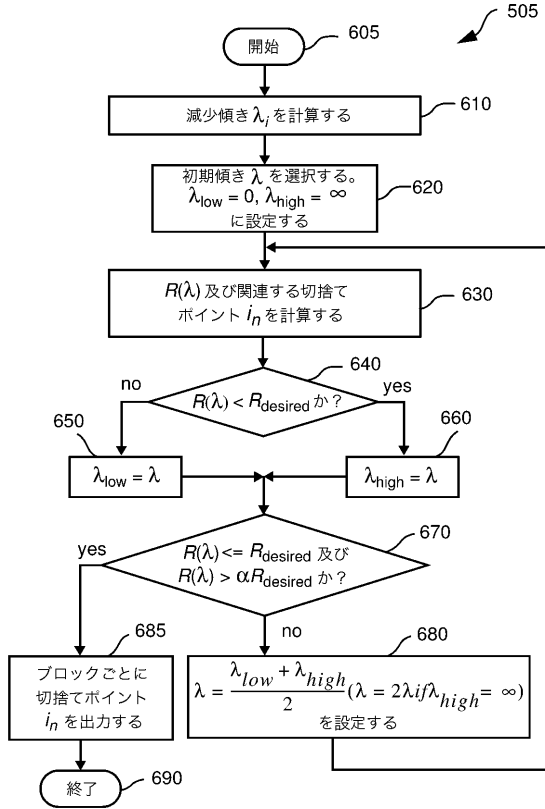 505
開始
605
減少傾き λi を計算する
610
初期傾き λ を選択する。
λlow = 0, λhigh = ∞
に設定する
620
R(λ) 及び関連する切捨て
ポイント in を計算する
630
640
no
yes
R(λ) < Rdesired か?
650
660
λlow = λ
λhigh = λ
670
yes
R(λ) <= Rdesired 及び
R(λ) > αRdesired か?
no
685
680
ブロックごとに
切捨てポイント
in を出力する
λ = (λlow + λhigh)/2 (λ = 2λifλhigh = ∞)
を設定する
終了
690